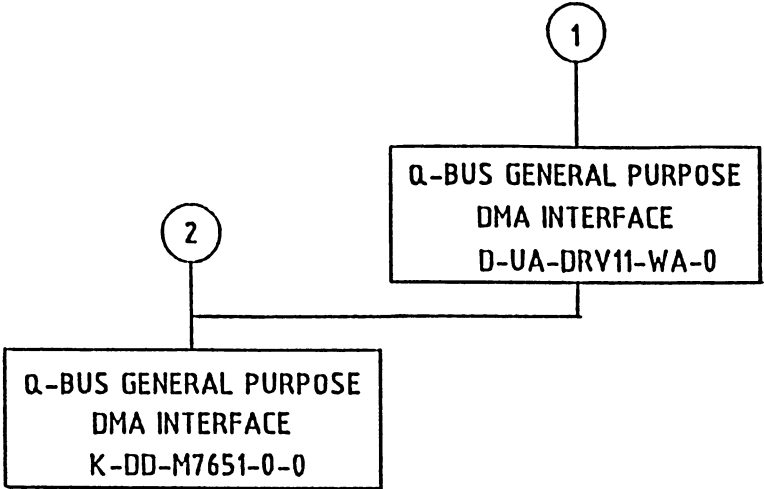 1
Q-BUS GENERAL PURPOSE
DMA INTERFACE
D-UA-DRV11-WA-0
2
Q-BUS GENERAL PURPOSE
DMA INTERFACE
K-DD-M7651-0-0